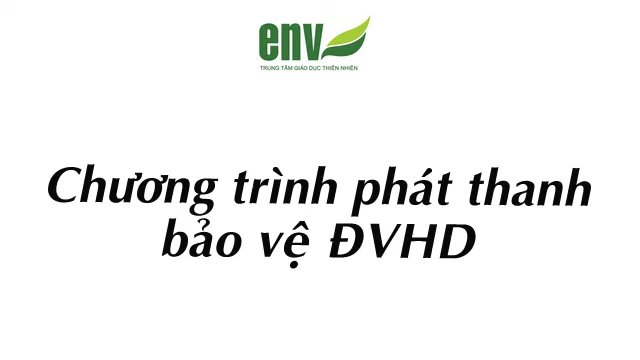 env
TRUNG TÂM GIÁO DỤC THIÊN NHIÊN
Chương trình phát thanh
bảo vệ ĐVHD